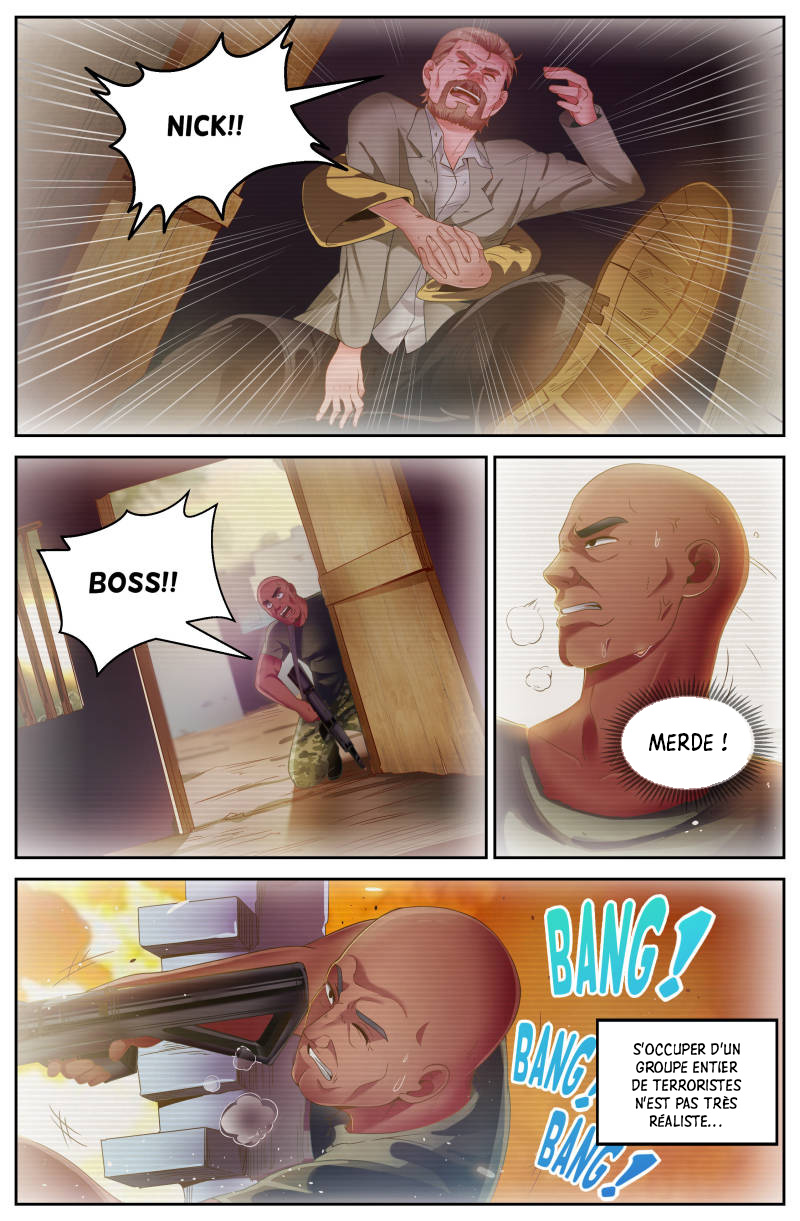 NICK!!
BOSS!!
MERDE !
BANG!
BANG!
BANG!
S'OCCUPER D'UN
GROUPE ENTIER
DE TERRORISTES
N'EST PAS TRÈS
RÉALISTE...